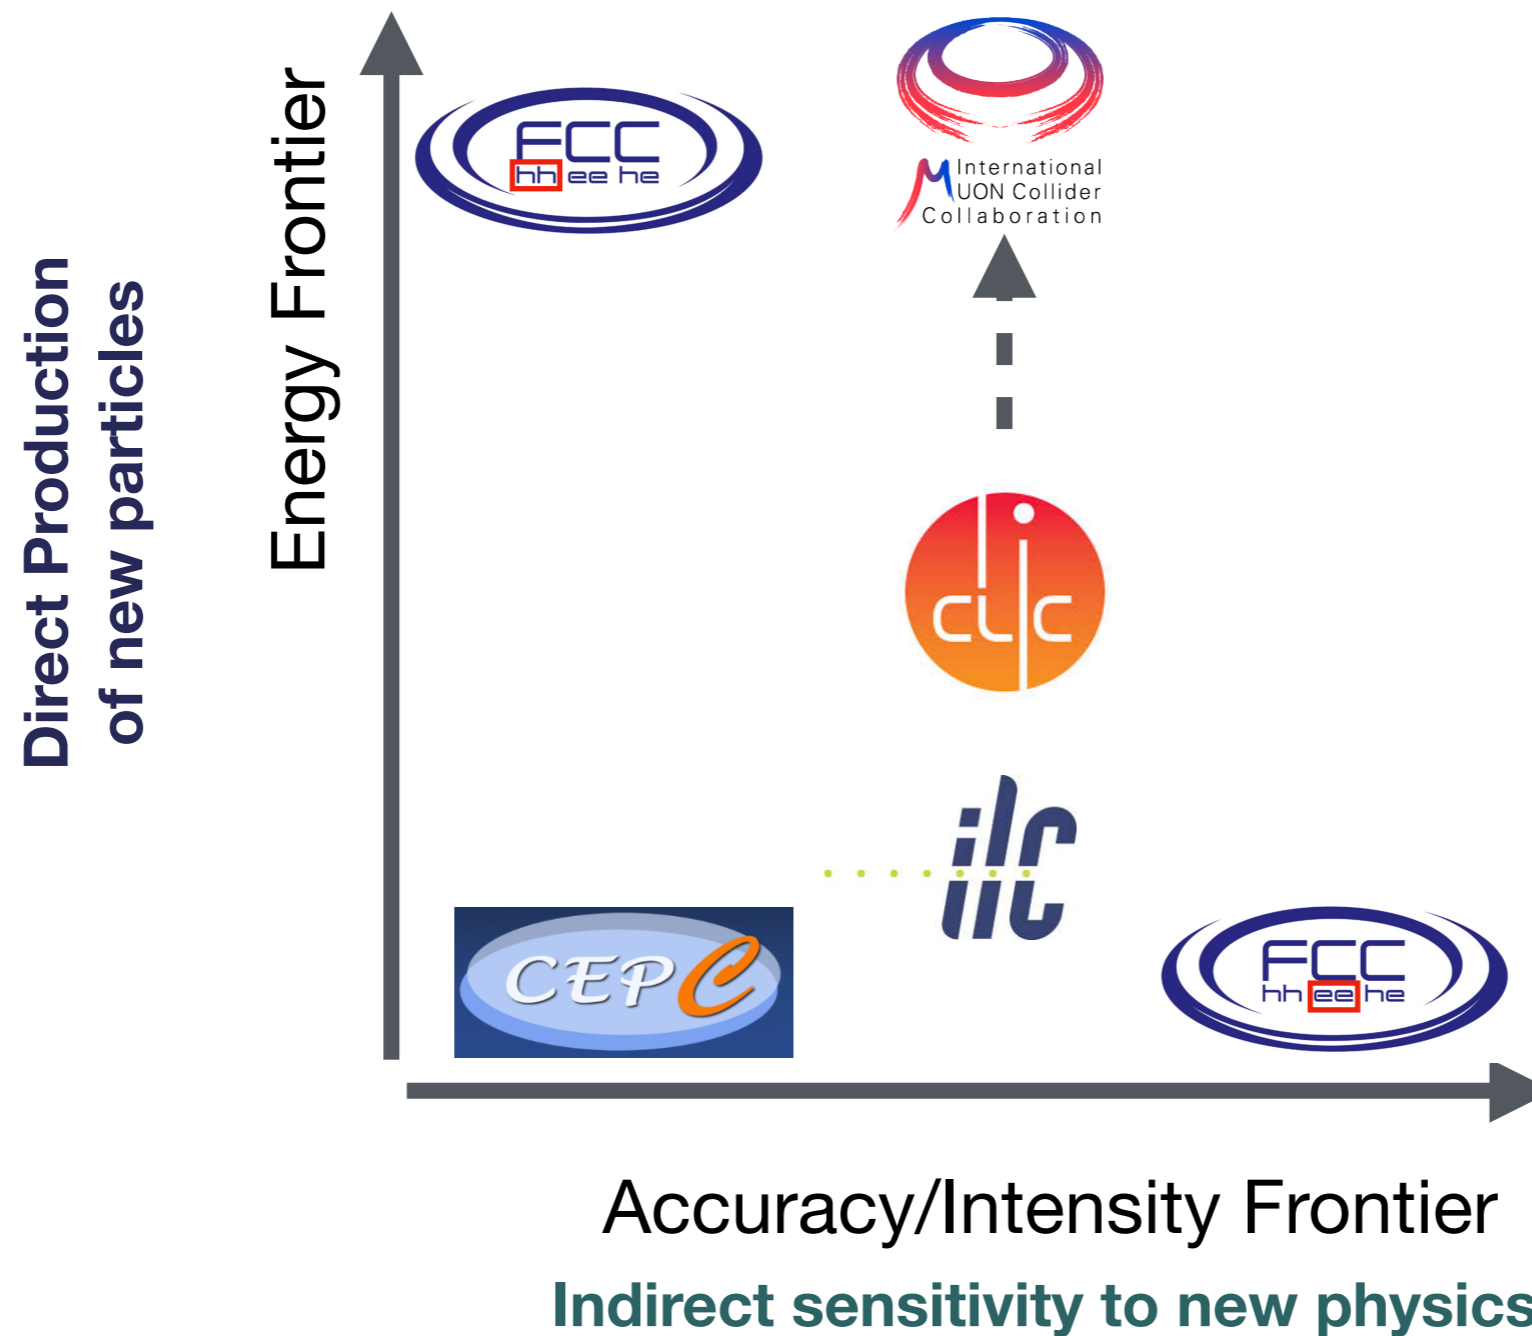 Direct Production
of new particles
Energy Frontier
FCC
hh ee he
International
MUON Collider
Collaboration
CLIC
ilc
CEPC
FCC
hh ee he
Accuracy/Intensity Frontier
Indirect sensitivity to new physics